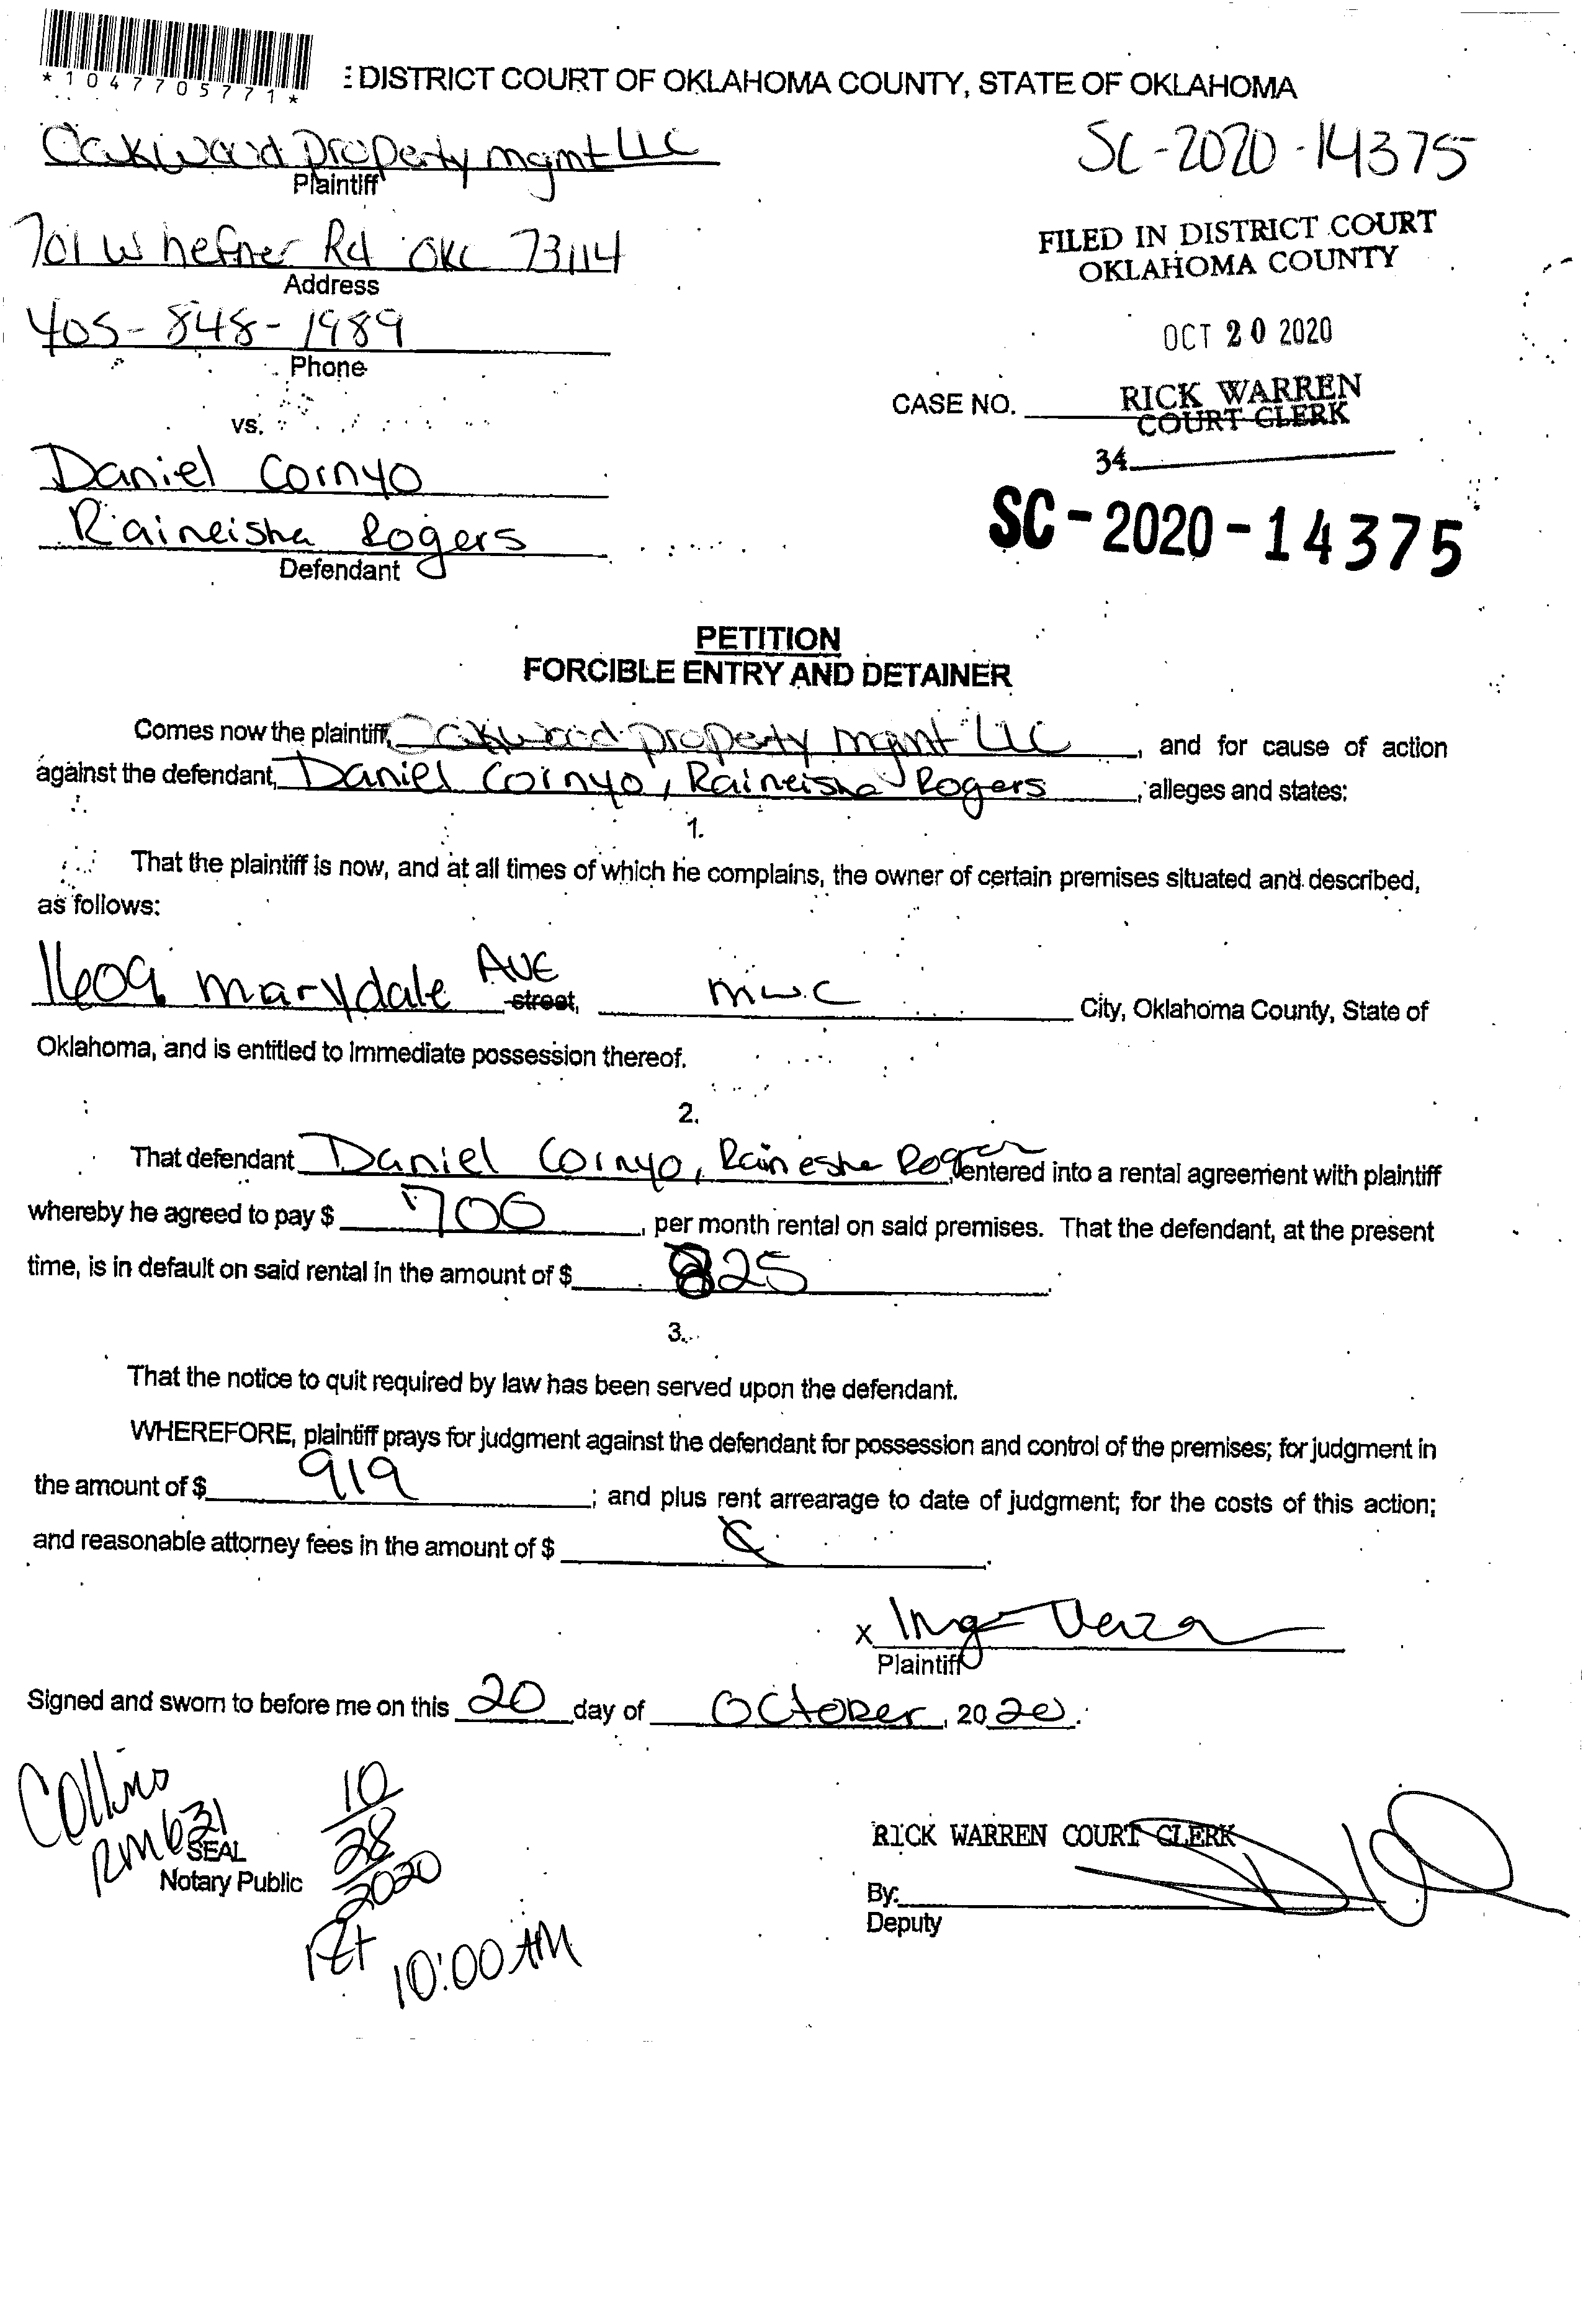 *1047705771*
E DISTRICT COURT OF OKLAHOMA COUNTY, STATE OF OKLAHOMA
Oakwood property mgmt LLC
Plaintiff
SC-2020-14375
701 W hefner Rd OKC 73114
Address
FILED IN DISTRICT COURT
OKLAHOMA COUNTY
405-848-1989
Phone
OCT 20 2020
CASE NO. RICK WARREN
COURT CLERK
vs.
34
Daniel Cornyo
Raineisha Rogers
Defendant
SC-2020-14375
PETITION
FORCIBLE ENTRY AND DETAINER
Comes now the plaintiff, Oakwood property mgmt LLC, and for cause of action
against the defendant, Daniel Cornyo, Raineisha Rogers, alleges and states:
1.
That the plaintiff is now, and at all times of which he complains, the owner of certain premises situated and described,
as follows:
1609 marydale AVE street, m.w.c City, Oklahoma County, State of
Oklahoma, and is entitled to immediate possession thereof.
2.
That defendant Daniel Cornyo, Raineshe Roger, entered into a rental agreement with plaintiff
whereby he agreed to pay $ 700, per month rental on said premises. That the defendant, at the present
time, is in default on said rental in the amount of $ 825.
3.
That the notice to quit required by law has been served upon the defendant.
WHEREFORE, plaintiff prays for judgment against the defendant for possession and control of the premises; for judgment in
the amount of $ 919; and plus rent arrearage to date of judgment; for the costs of this action;
and reasonable attorney fees in the amount of $
x
Plaintiff
Signed and sworn to before me on this 20 day of OCTOBER, 2020.
Collins
RM 631
SEAL
Notary Public
10
28
2020
10:00 AM
RICK WARREN COURT CLERK
By:
Deputy